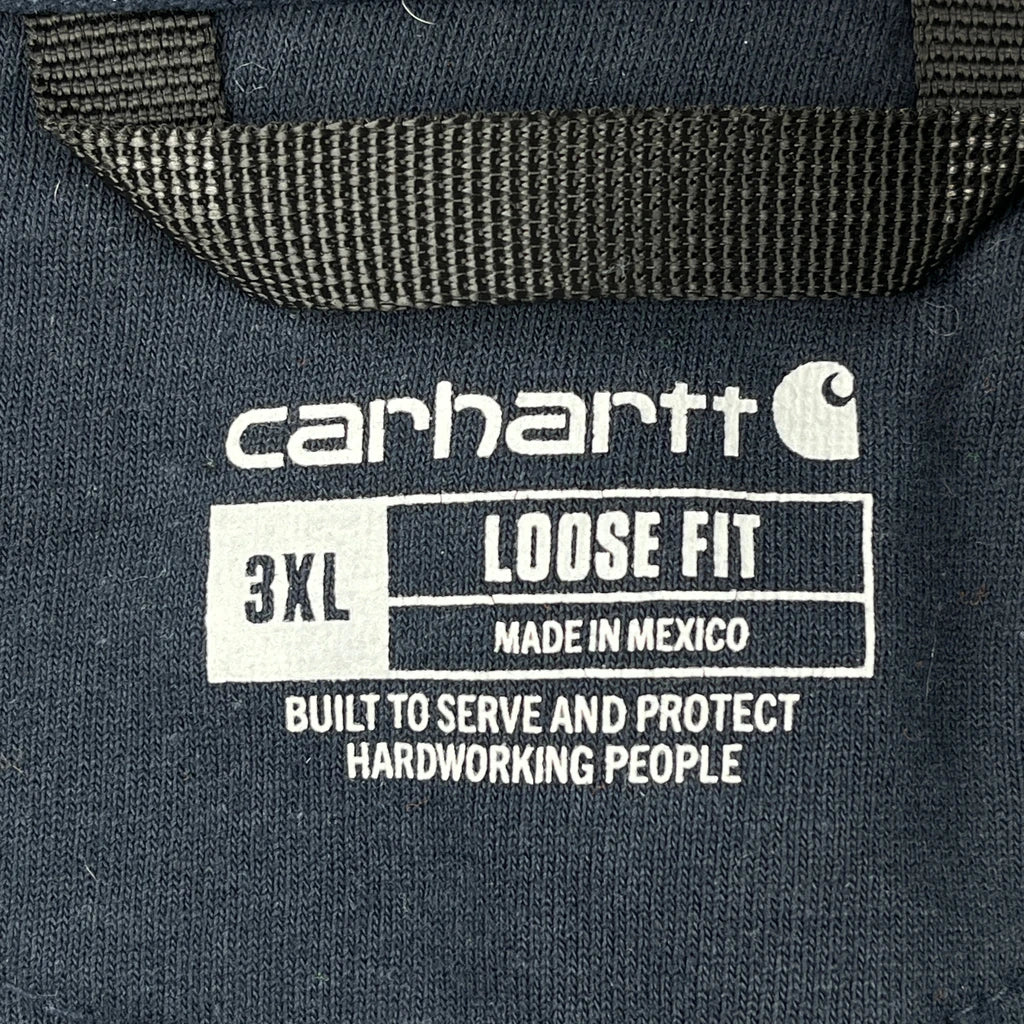 carhartt
3XL
LOOSE FIT
MADE IN MEXICO
BUILT TO SERVE AND PROTECT
HARDWORKING PEOPLE